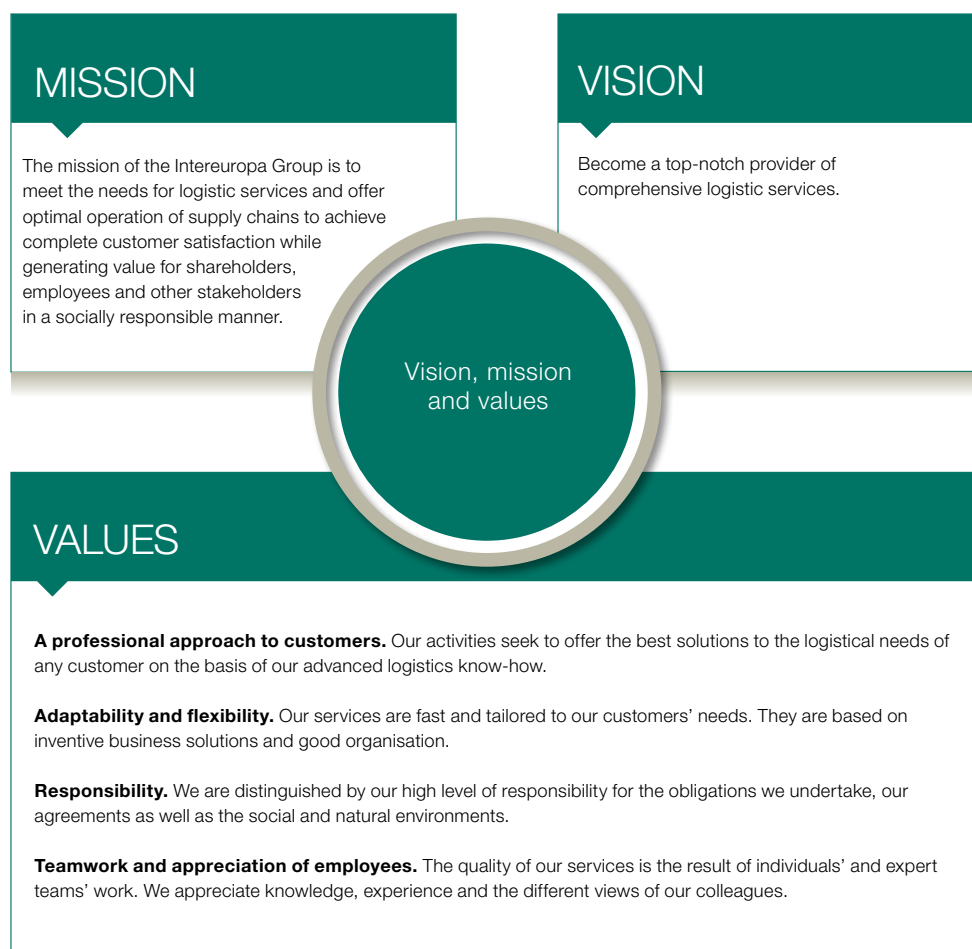 MISSION
The mission of the Intereuropa Group is to
meet the needs for logistic services and offer
optimal operation of supply chains to achieve
complete customer satisfaction while
generating value for shareholders,
employees and other stakeholders
in a socially responsible manner.
VISION
Become a top-notch provider of
comprehensive logistic services.
Vision, mission
and values
VALUES
A professional approach to customers. Our activities seek to offer the best solutions to the logistical needs of
any customer on the basis of our advanced logistics know-how.
Adaptability and flexibility. Our services are fast and tailored to our customers’ needs. They are based on
inventive business solutions and good organisation.
Responsibility. We are distinguished by our high level of responsibility for the obligations we undertake, our
agreements as well as the social and natural environments.
Teamwork and appreciation of employees. The quality of our services is the result of individuals’ and expert
teams’ work. We appreciate knowledge, experience and the different views of our colleagues.